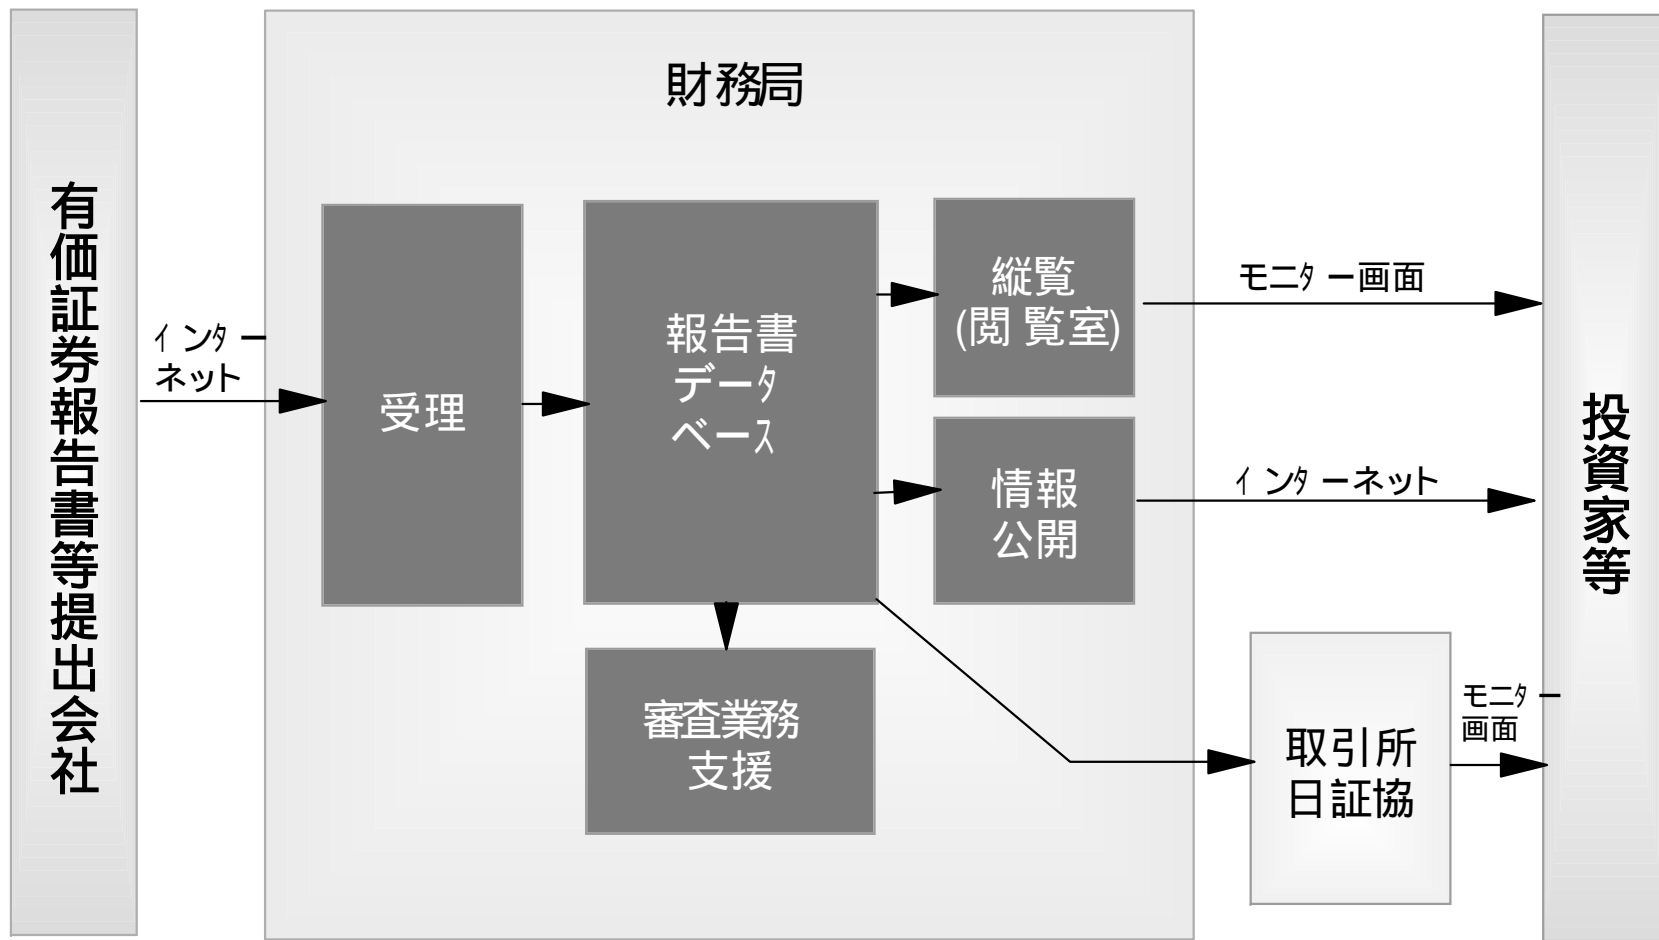 財務局
有価証券報告書等提出会社
インター
ネット
受理
報告書
データ
ベース
縦覧
(閲覧室)
情報
公開
審査業務
支援
モニター画面
インターネット
取引所
日証協
モニター
画面
投資家等